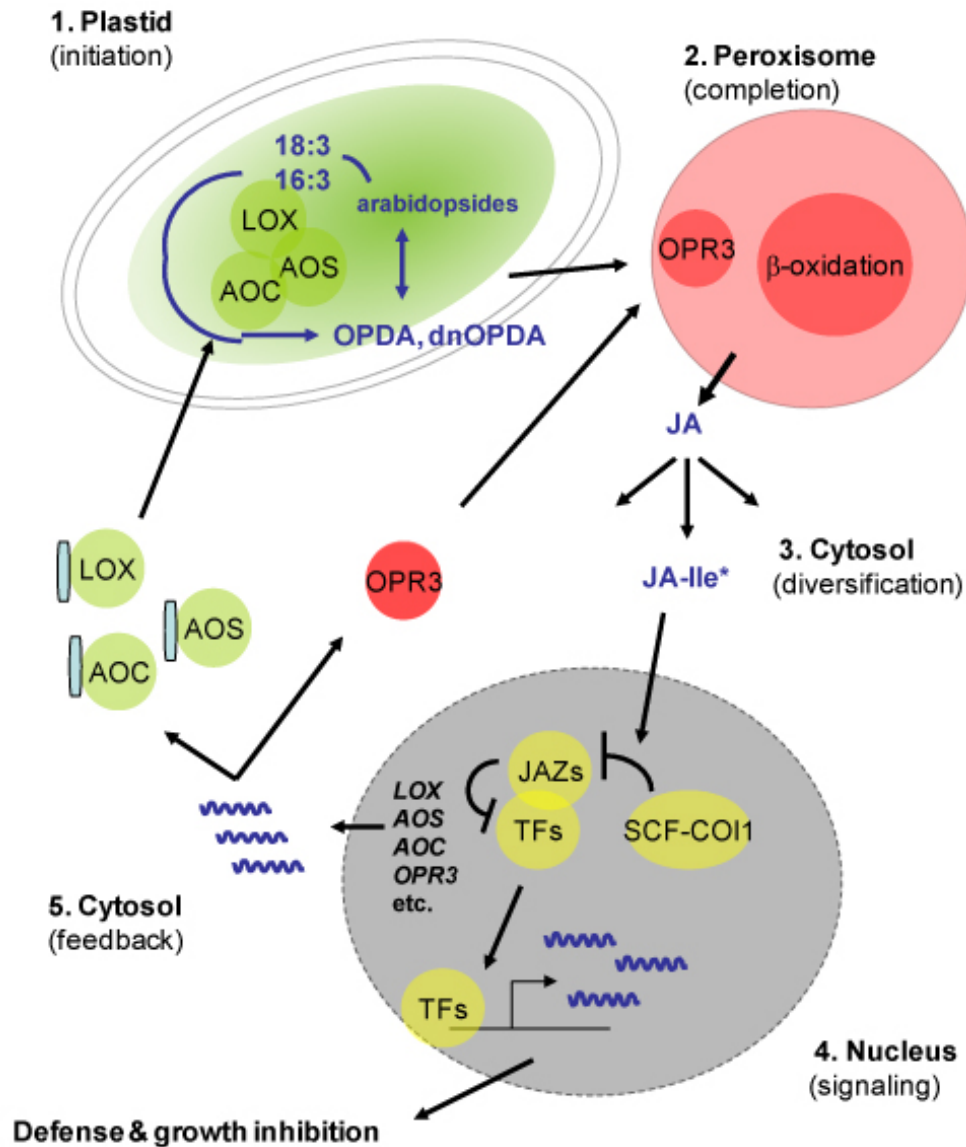 1. Plastid
(initiation)
18:3
16:3
LOX
AOS
AOC
arabidopsides
OPDA, dnOPDA
2. Peroxisome
(completion)
OPR3
β-oxidation
JA
JA-Ile*
3. Cytosol
(diversification)
LOX
AOS
AOC
OPR3
JAZs
TFs
SCF-COI1
LOX
AOS
AOC
OPR3
etc.
5. Cytosol
(feedback)
TFs
4. Nucleus
(signaling)
Defense & growth inhibition